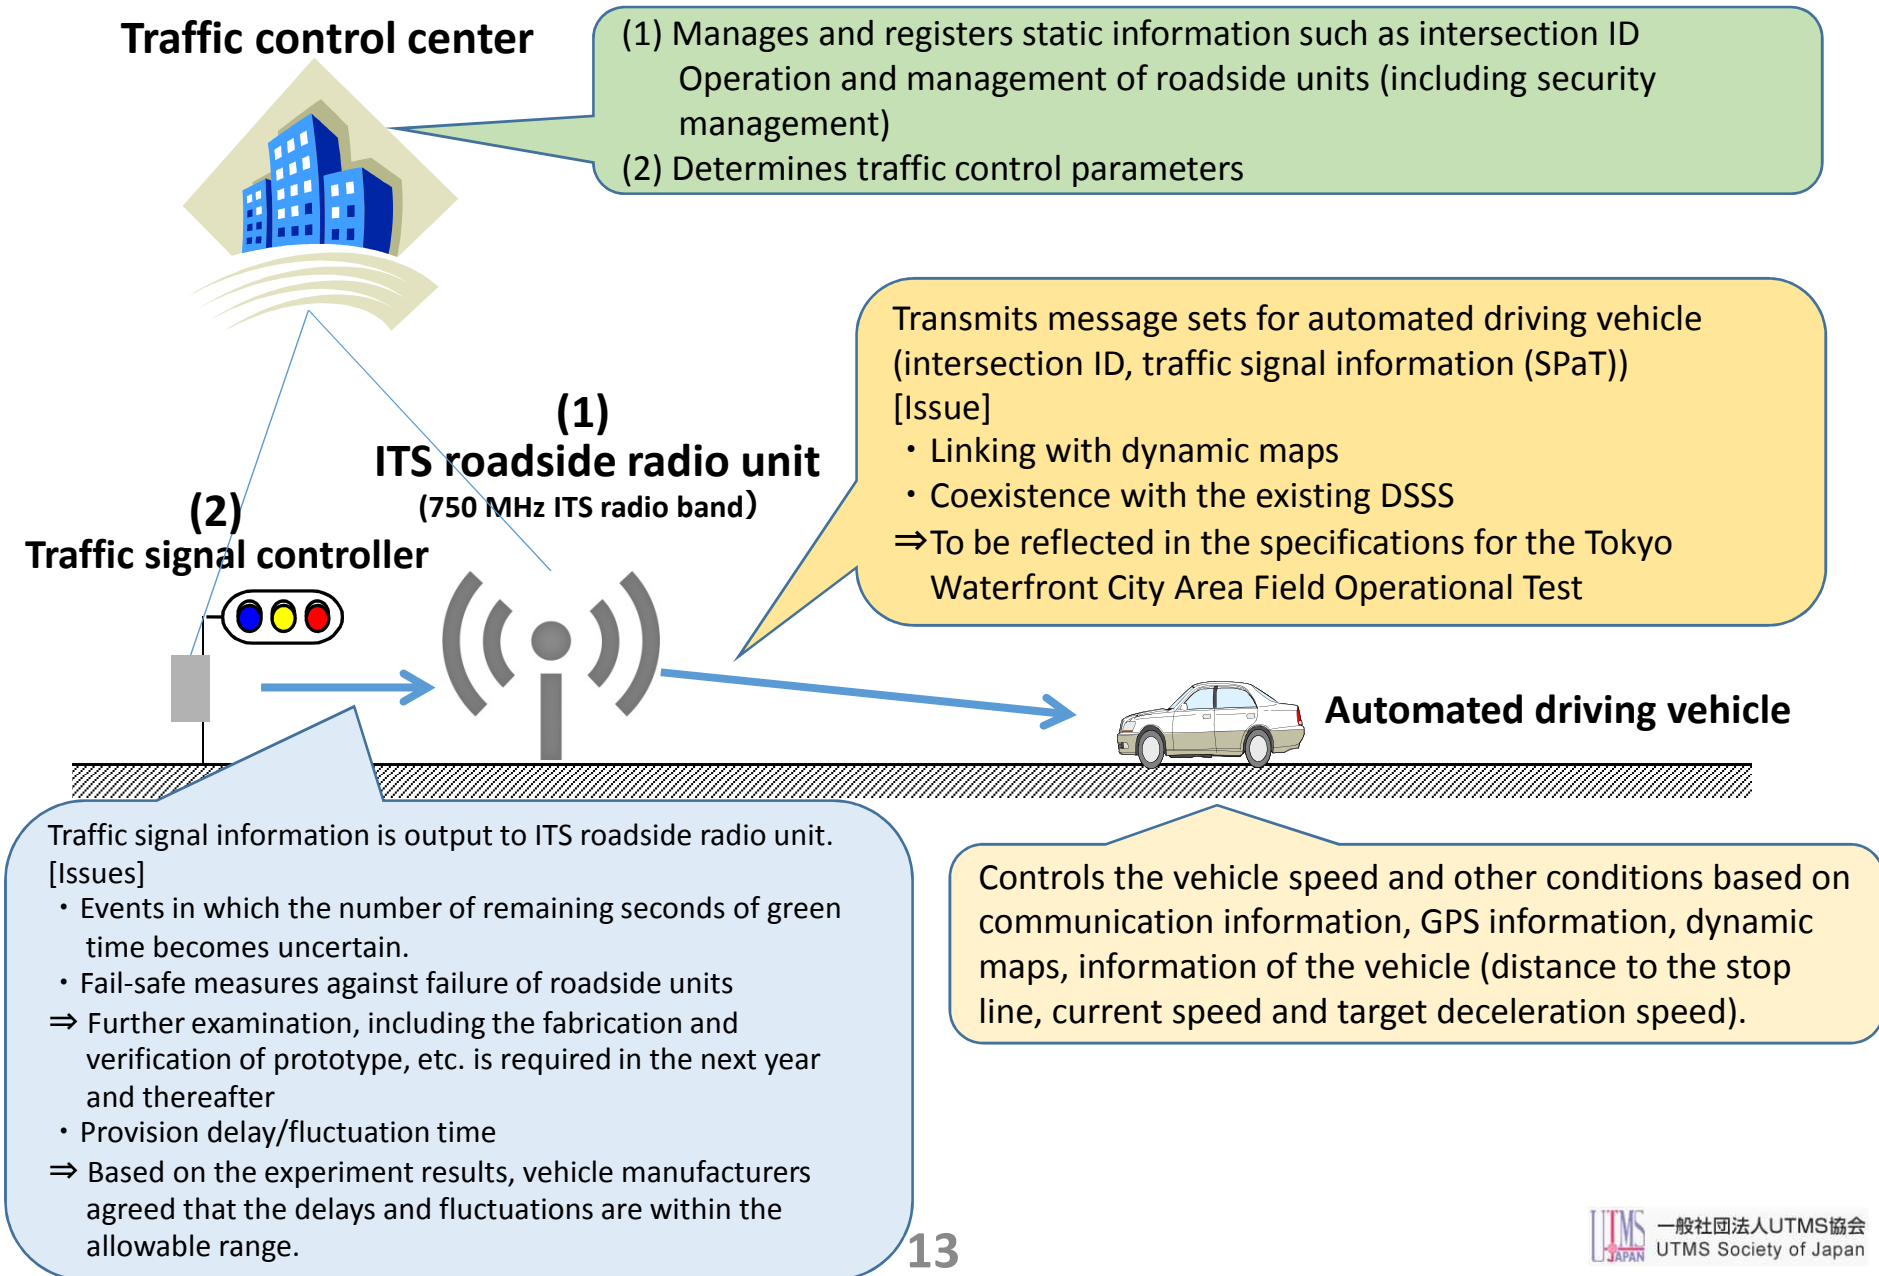 Traffic control center
(1) Manages and registers static information such as intersection ID
Operation and management of roadside units (including security
management)
(2) Determines traffic control parameters
Transmits message sets for automated driving vehicle
(intersection ID, traffic signal information (SPaT))
[Issue]
・Linking with dynamic maps
・Coexistence with the existing DSSS
⇒To be reflected in the specifications for the Tokyo
Waterfront City Area Field Operational Test
(1)
ITS roadside radio unit
(750 MHz ITS radio band）
(2)
Traffic signal controller
Automated driving vehicle
Traffic signal information is output to ITS roadside radio unit.
[Issues]
・Events in which the number of remaining seconds of green
time becomes uncertain.
・Fail-safe measures against failure of roadside units
⇒ Further examination, including the fabrication and
verification of prototype, etc. is required in the next year
and thereafter
・Provision delay/fluctuation time
⇒ Based on the experiment results, vehicle manufacturers
agreed that the delays and fluctuations are within the
allowable range.
Controls the vehicle speed and other conditions based on
communication information, GPS information, dynamic
maps, information of the vehicle (distance to the stop
line, current speed and target deceleration speed).
13
UTMS
JAPAN
一般社団法人UTMS協会
UTMS Society of Japan